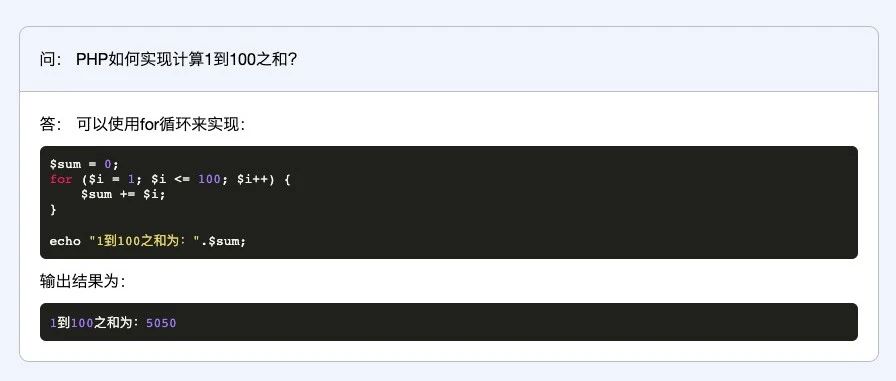 问： PHP如何实现计算1到100之和？
答： 可以使用for循环来实现：
$sum = 0;
for ($i = 1; $i <= 100; $i++) {
    $sum += $i;
}
echo "1到100之和为：".$sum;
输出结果为：
1到100之和为：5050